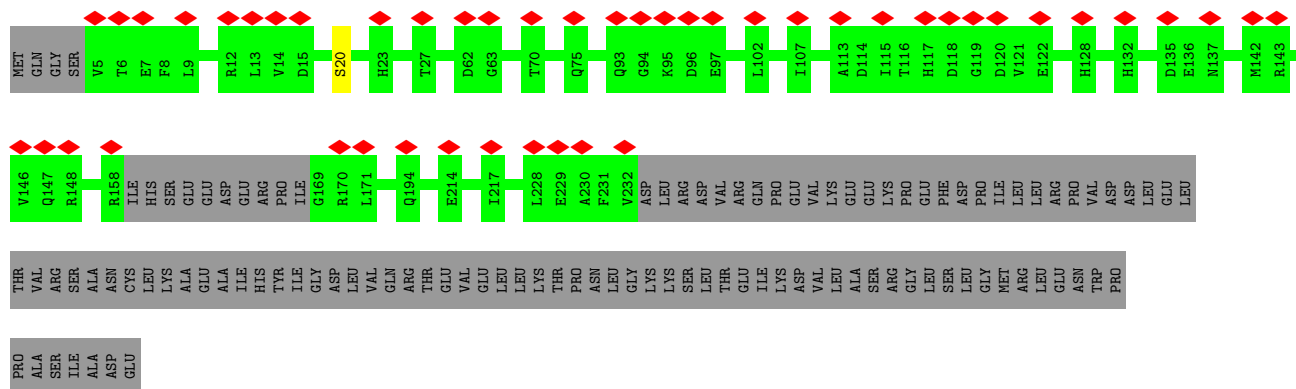 MET GLN GLY SER V5 T6 E7 F8 L9 R12 L13 V14 D15 S20 H23 T27 D62 G63 T70 Q75 Q93 G94 K95 D96 E97 L102 I107 A113 D114 I115 T116 H117 D118 G119 D120 V121 E122 H128 H132 D135 E136 N137 M142 R143
V146 Q147 R148 R158 ILE HIS SER GLU GLU ASP GLU ARG PRO ILE G169 R170 L171 Q194 E214 I217 L228 E229 A230 F231 V232 ASP LEU ARG ASP VAL ARG GLN PRO GLU VAL LYS GLU GLU LYS PRO GLU PHE ASP PRO ILE LEU LEU ARG PRO VAL ASP ASP LEU GLU LEU
THR VAL ARG SER ALA ASN CYS LEU LYS ALA GLU ALA ILE HIS TYR ILE GLY ASP LEU VAL GLN ARG THR GLU VAL GLU LEU LEU LYS THR PRO ASN LEU GLY LYS LYS SER LEU THR GLU ILE LYS ASP VAL LEU ALA SER ARG GLY LEU SER LEU GLY MET ARG LEU GLU ASN TRP PRO
PRO ALA SER ILE ALA ASP GLU